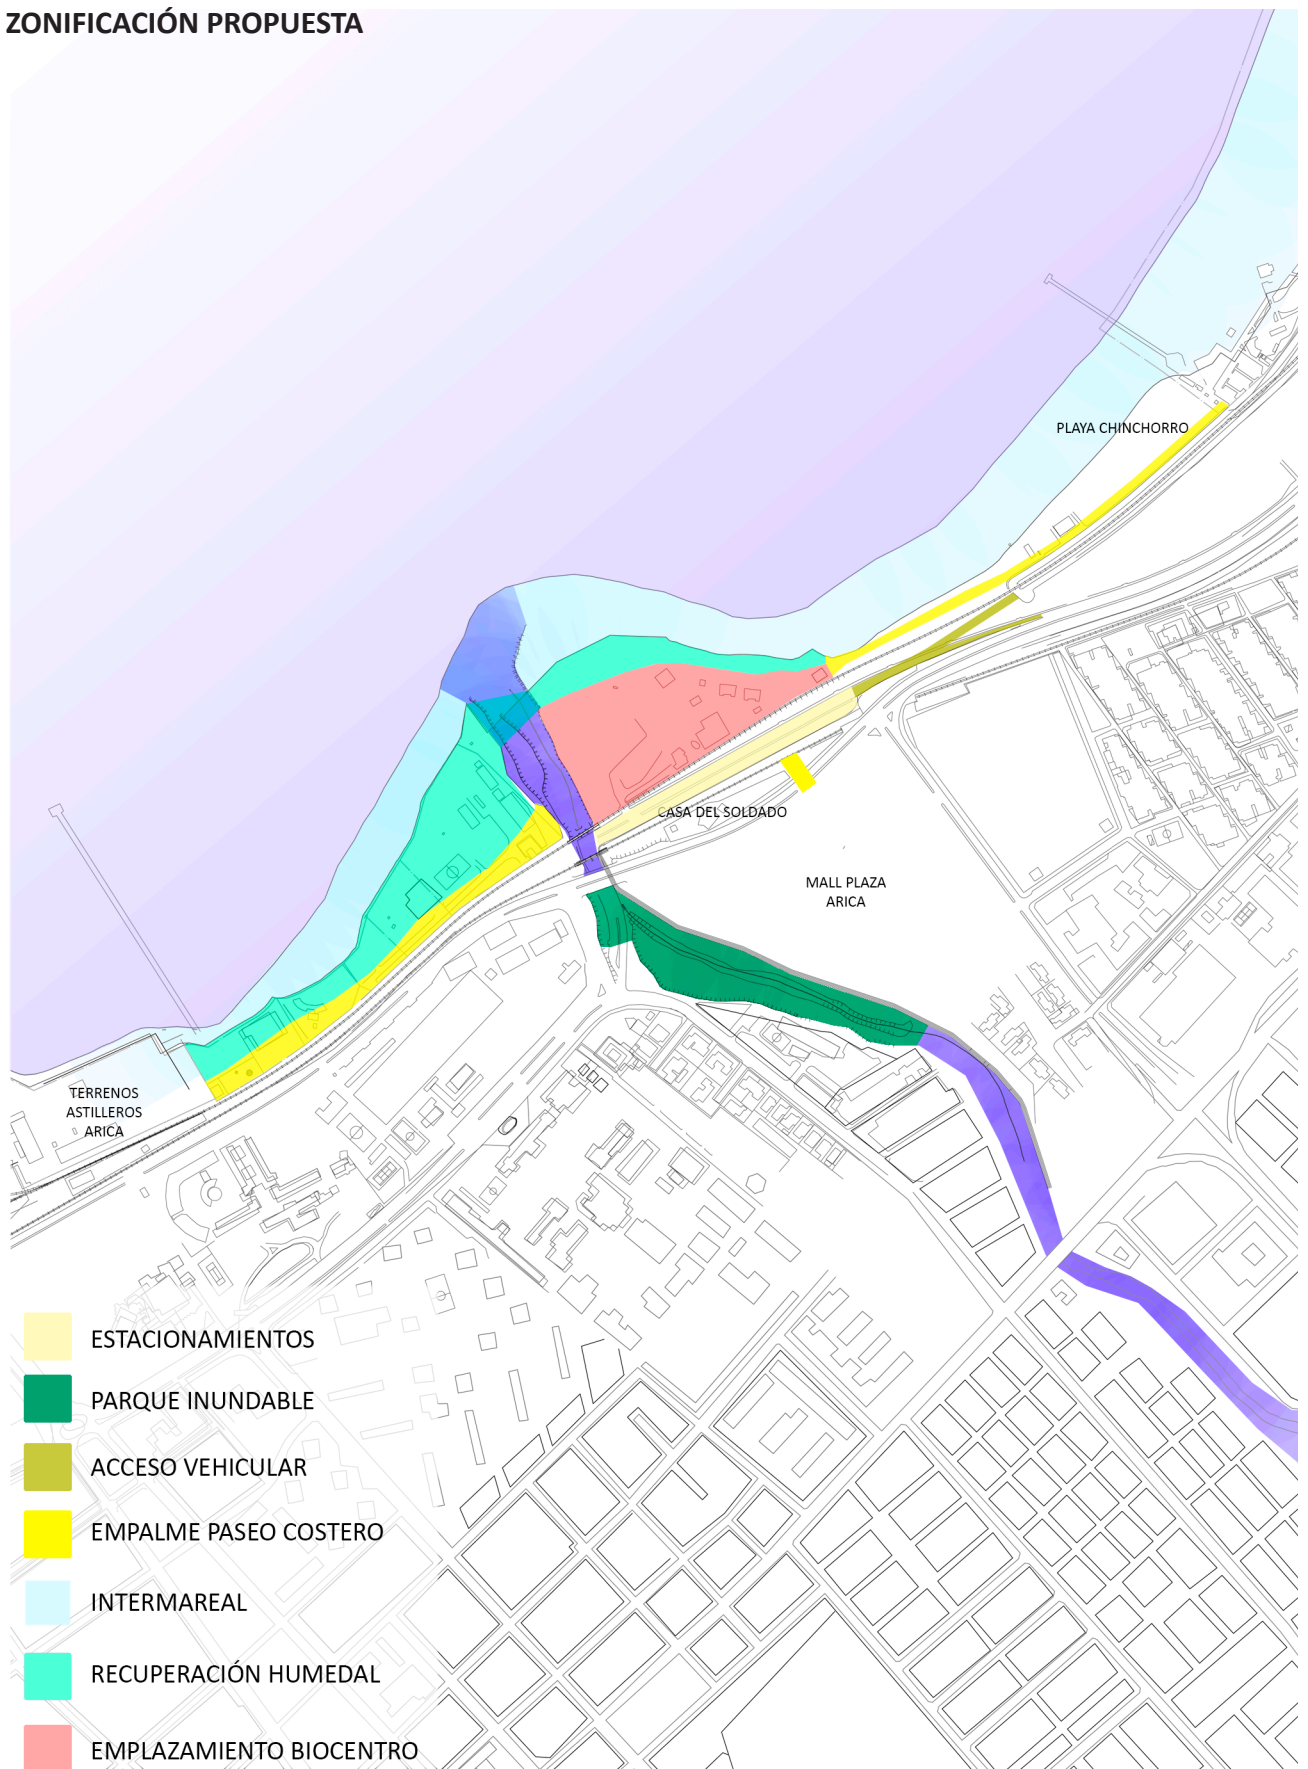 ZONIFICACIÓN PROPUESTA
PLAYA CHINCHORRO
CASA DEL SOLDADO
MALL PLAZA
ARICA
TERRENOS
ASTILLEROS
ARICA
ESTACIONAMIENTOS
PARQUE INUNDABLE
ACCESO VEHICULAR
EMPALME PASEO COSTERO
INTERMAREAL
RECUPERACIÓN HUMEDAL
EMPLAZAMIENTO BIOCENTRO